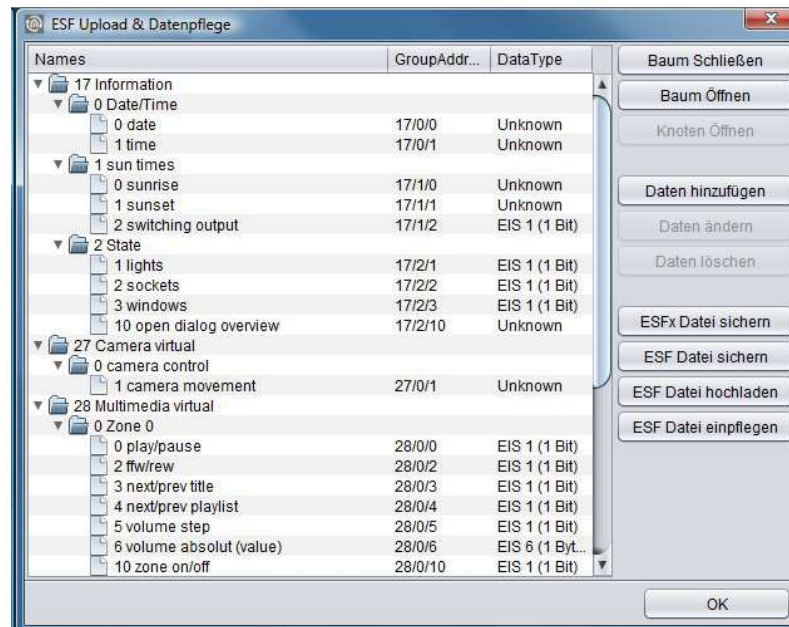 ESF Upload & Datenpflege
Names GroupAddr... DataType
17 Information
0 Date/Time
0 date 17/0/0 Unknown
1 time 17/0/1 Unknown
1 sun times
0 sunrise 17/1/0 Unknown
1 sunset 17/1/1 Unknown
2 switching output 17/1/2 EIS 1 (1 Bit)
2 State
1 lights 17/2/1 EIS 1 (1 Bit)
2 sockets 17/2/2 EIS 1 (1 Bit)
3 windows 17/2/3 EIS 1 (1 Bit)
10 open dialog overview 17/2/10 Unknown
27 Camera virtual
0 camera control
1 camera movement 27/0/1 Unknown
28 Multimedia virtual
0 Zone 0
0 play/pause 28/0/0 EIS 1 (1 Bit)
2 ffw/rew 28/0/2 EIS 1 (1 Bit)
3 next/prev title 28/0/3 EIS 1 (1 Bit)
4 next/prev playlist 28/0/4 EIS 1 (1 Bit)
5 volume step 28/0/5 EIS 1 (1 Bit)
6 volume absolut (value) 28/0/6 EIS 6 (1 Byt...
10 zone on/off 28/0/10 EIS 1 (1 Bit)
Baum Schließen
Baum Öffnen
Knoten Öffnen
Daten hinzufügen
Daten ändern
Daten löschen
ESFx Datei sichern
ESF Datei sichern
ESF Datei hochladen
ESF Datei einpflegen
OK